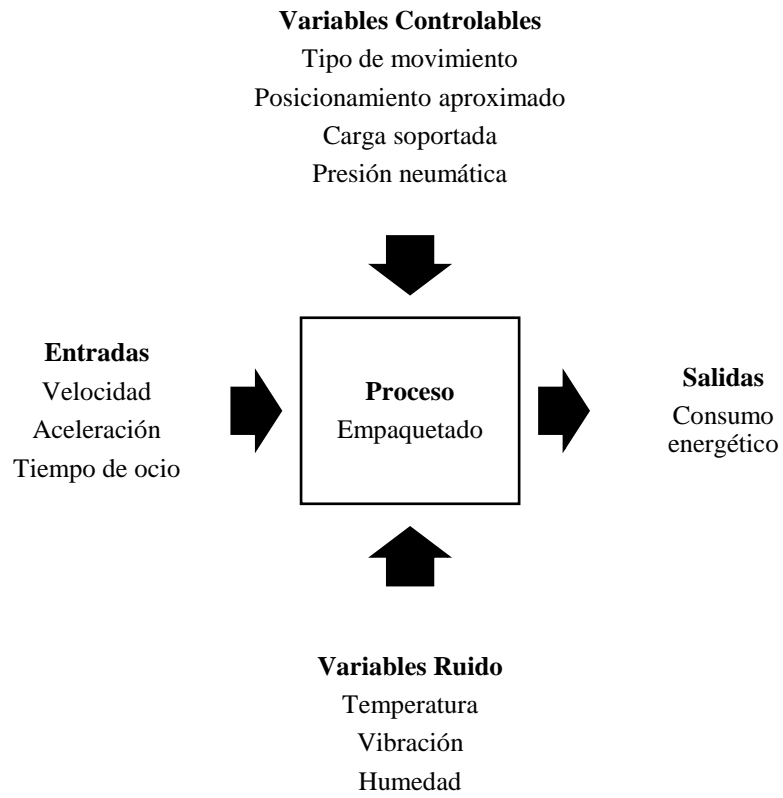 Variables Controlables
Tipo de movimiento
Posicionamiento aproximado
Carga soportada
Presión neumática
Entradas
Velocidad
Aceleración
Tiempo de ocio
Proceso
Empaquetado
Salidas
Consumo
energético
Variables Ruido
Temperatura
Vibración
Humedad